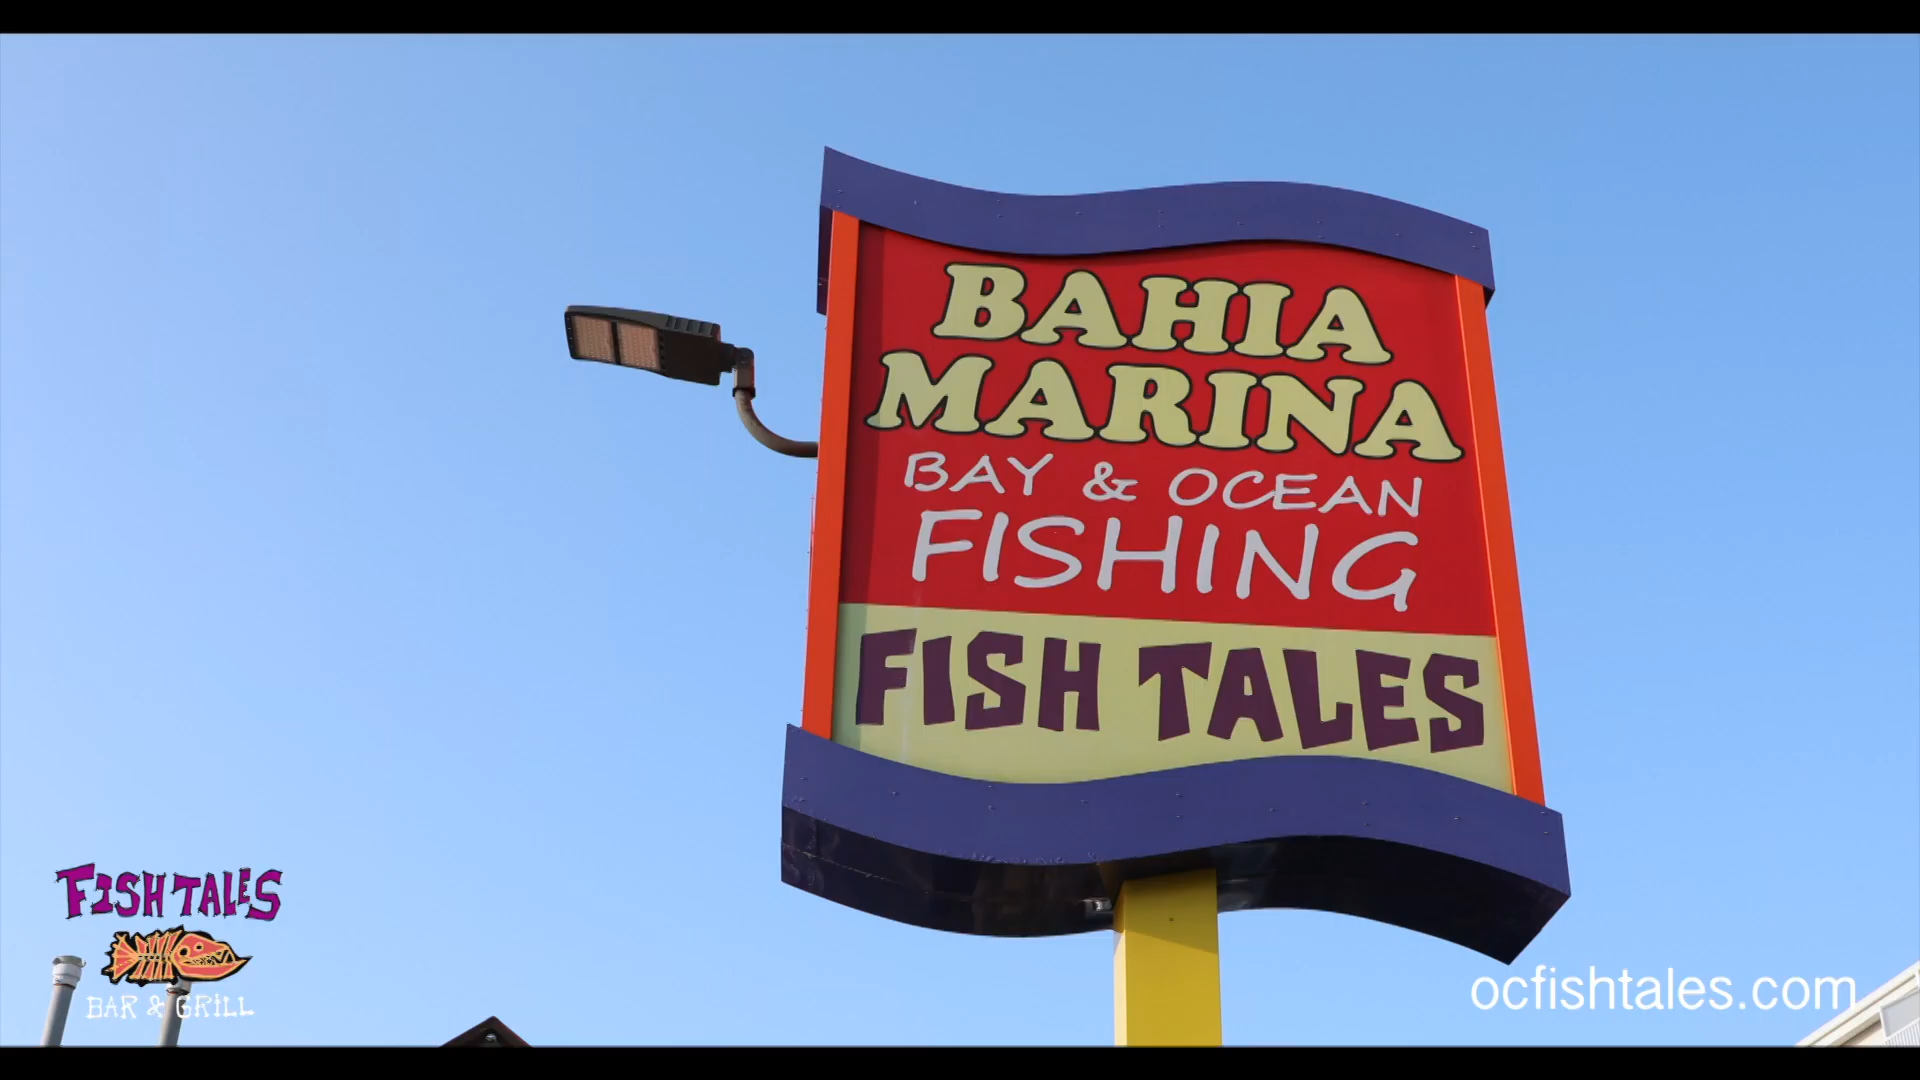 BAHIA
MARINA
BAY & OCEAN
FISHING
FISH TALES
FISH TALES
BAR & GRILL
ocfishtales.com